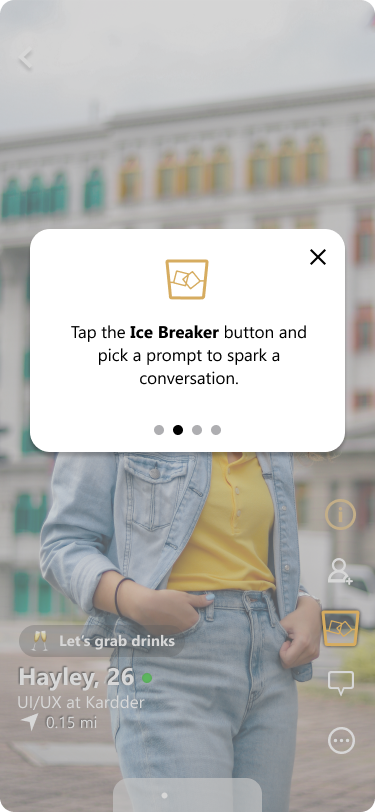 Tap the Ice Breaker button and
pick a prompt to spark a
conversation.
Let's grab drinks
Hayley, 26
UI/UX at Kardder
0.15 mi